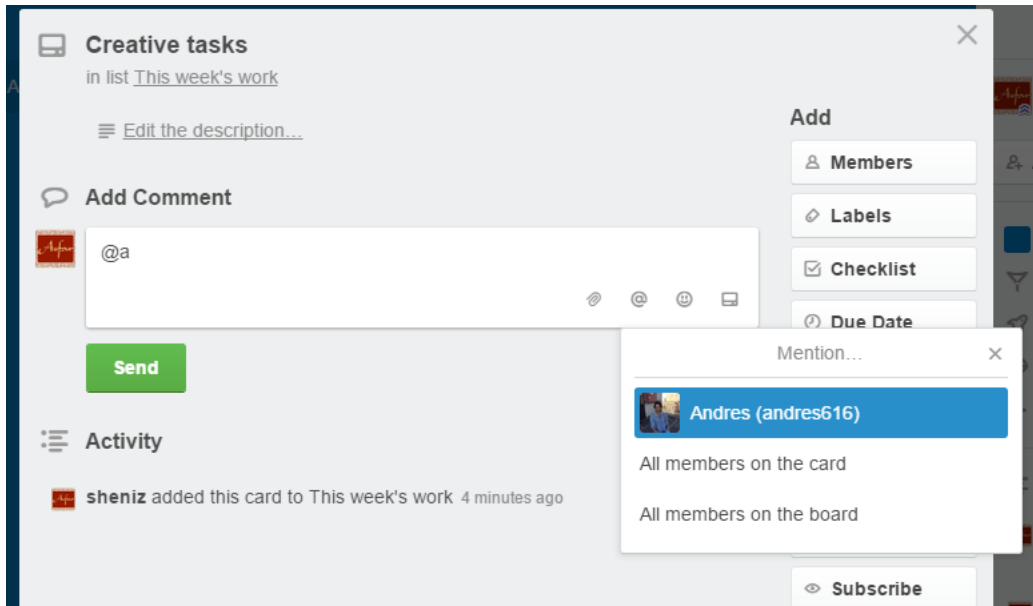 Creative tasks
in list This week's work
Edit the description...
Add Comment
@a
Send
Activity
sheniz added this card to This week's work 4 minutes ago
Add
Members
Labels
Checklist
Due Date
Mention...
Andres (andres616)
All members on the card
All members on the board
Subscribe